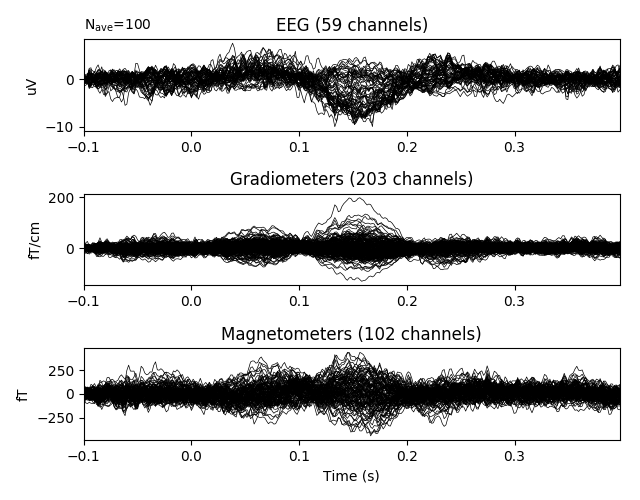 N_ave=100
EEG (59 channels)
uV
0
−10
−0.1 0.0 0.1 0.2 0.3
Gradiometers (203 channels)
fT/cm
200
0
−0.1 0.0 0.1 0.2 0.3
Magnetometers (102 channels)
fT
250
0
−250
−0.1 0.0 0.1 0.2 0.3
Time (s)